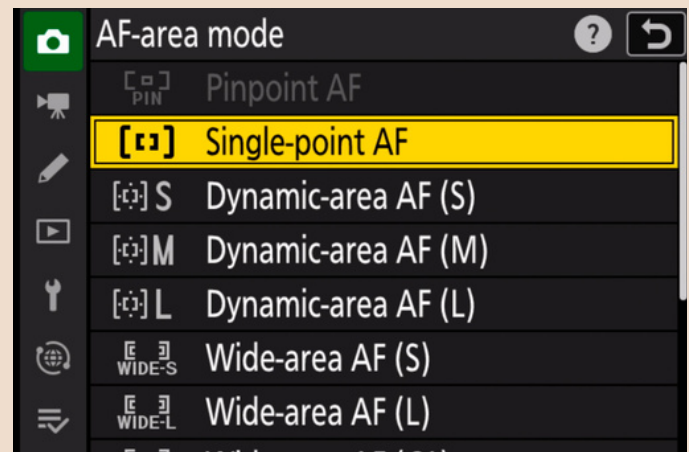 AF-area mode ?
PIN Pinpoint AF
Single-point AF
S Dynamic-area AF (S)
M Dynamic-area AF (M)
L Dynamic-area AF (L)
WIDE-S Wide-area AF (S)
WIDE-L Wide-area AF (L)